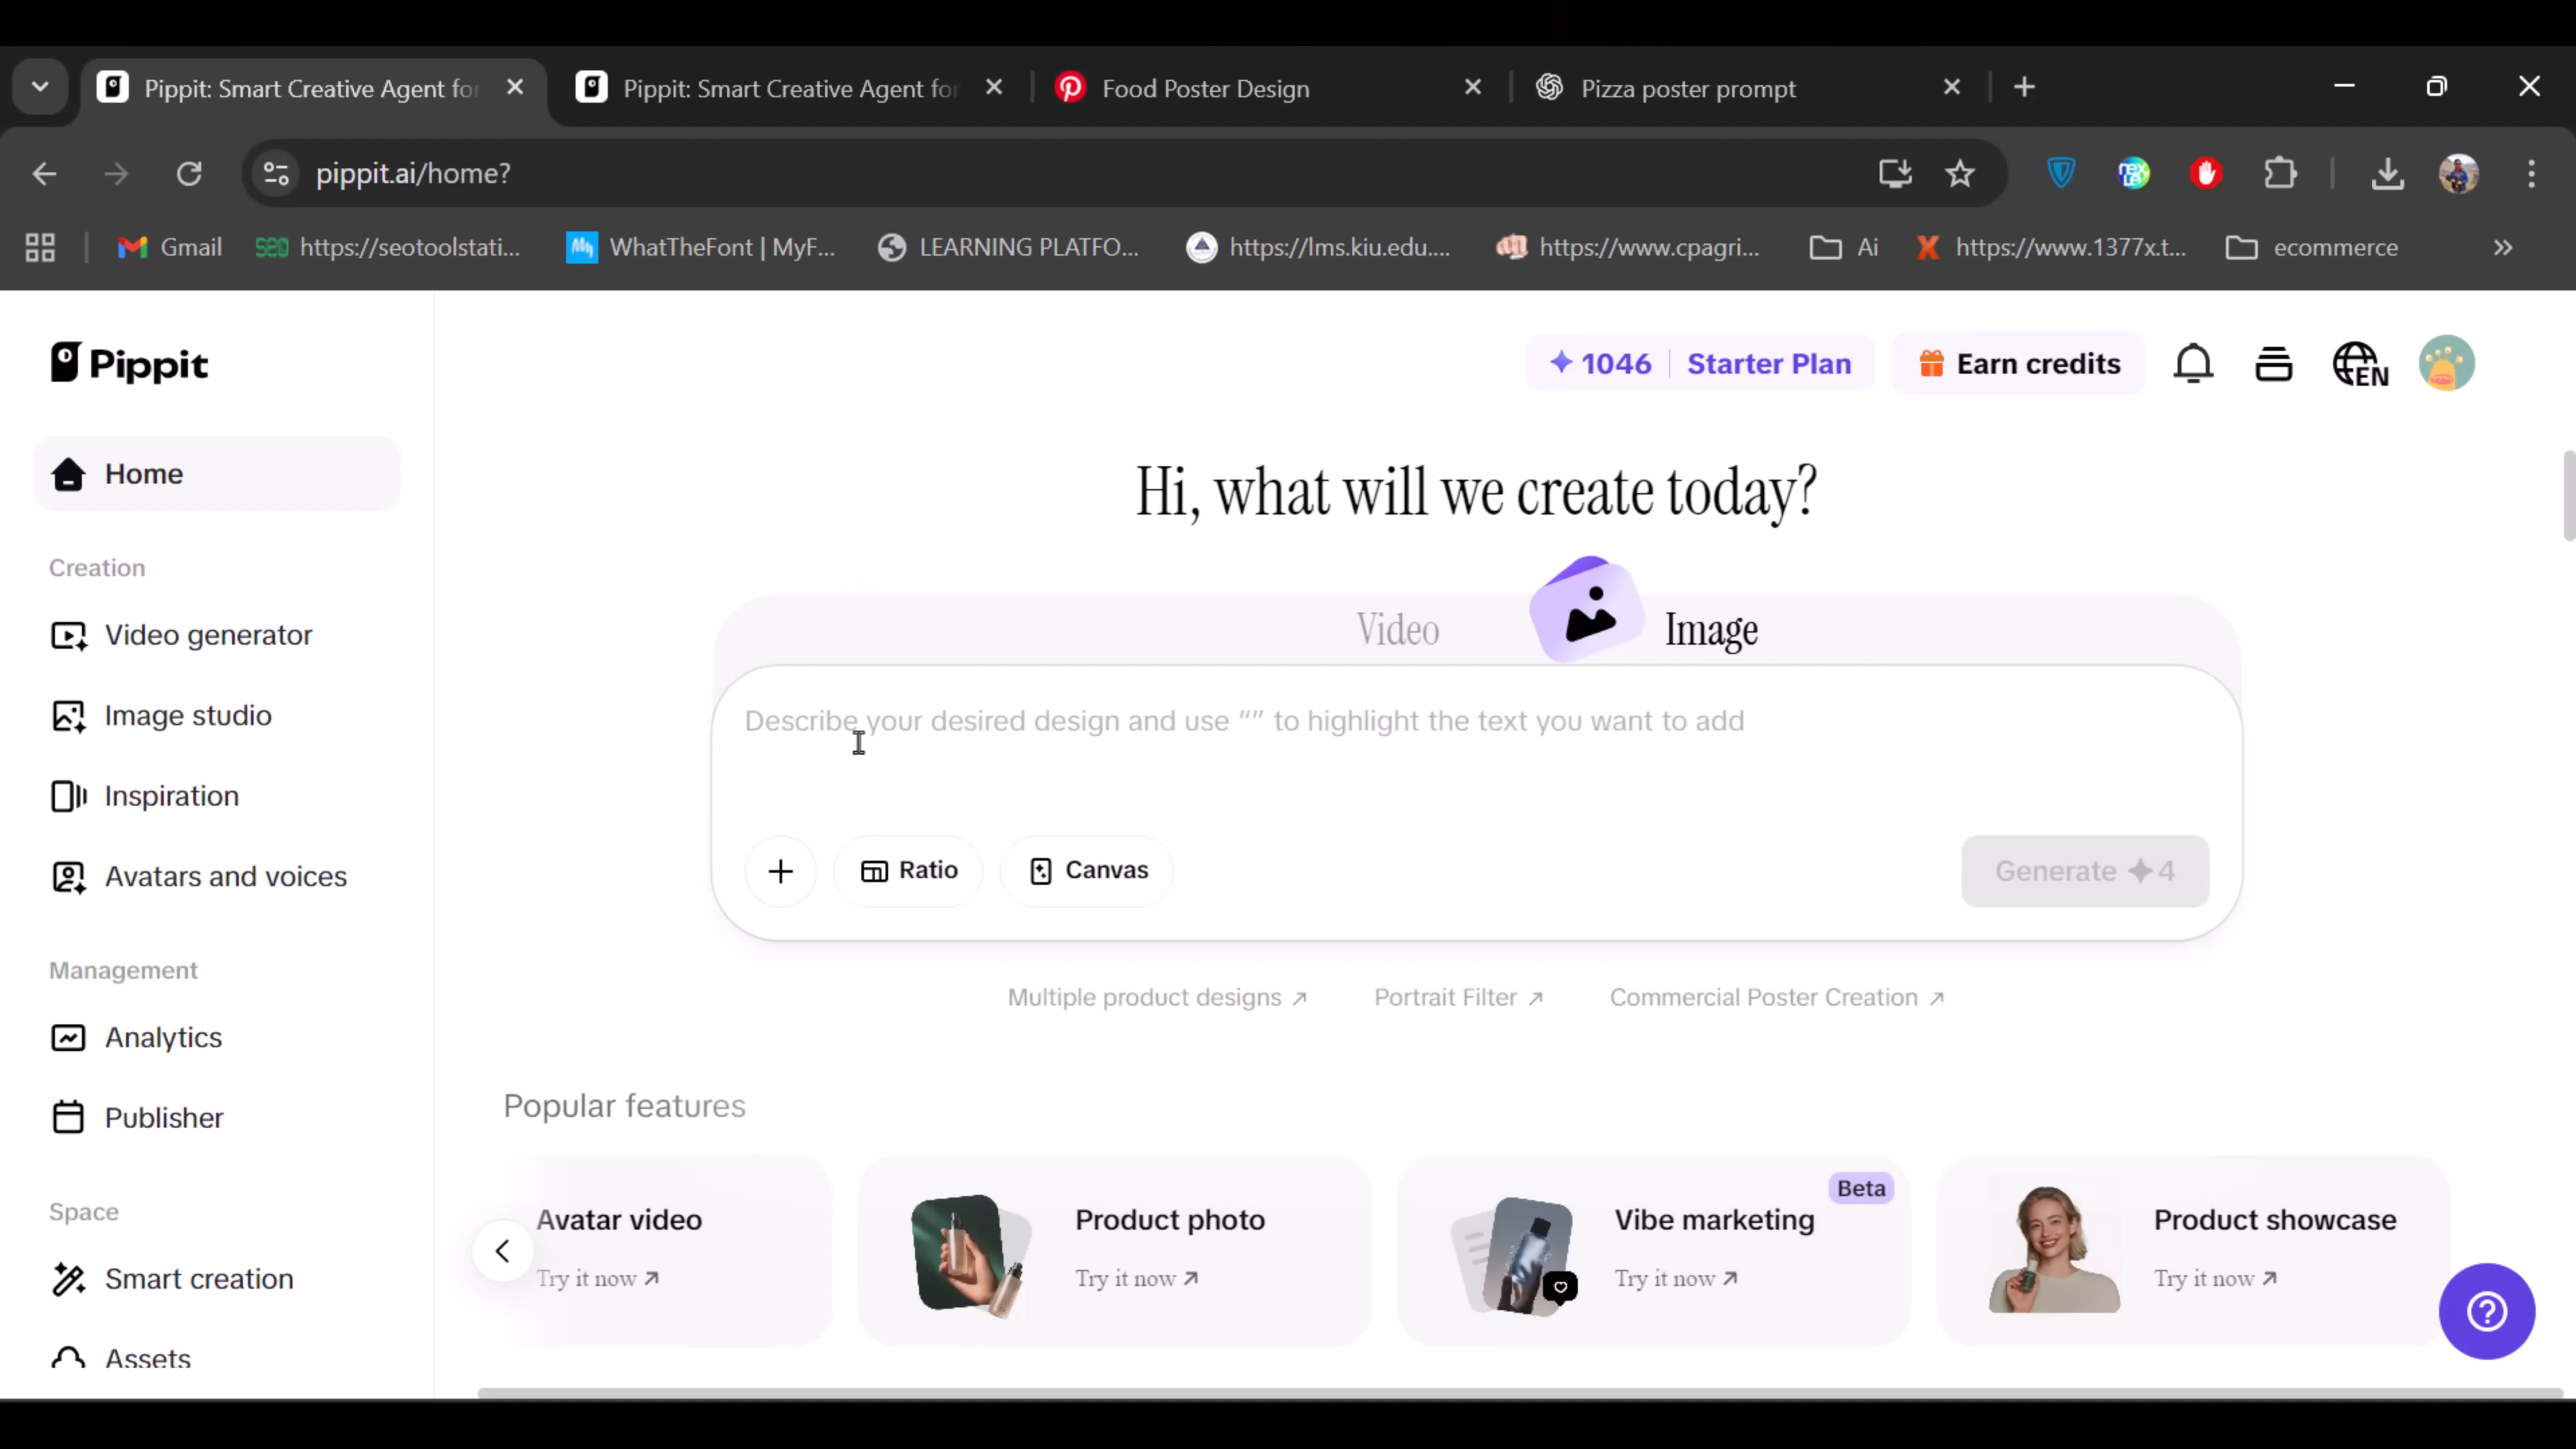 Pippit: Smart Creative Agent for
Pippit: Smart Creative Agent for
Food Poster Design
Pizza poster prompt
pippit.ai/home?
Gmail
SEO
https://seotoolstati...
My
WhatTheFont | MyF...
LEARNING PLATFO...
https://lms.kiu.edu....
https://www.cpagri...
Ai
https://www.1377x.t...
ecommerce
Pippit
1046
Starter Plan
Earn credits
EN
Home
Hi, what will we create today?
Creation
Video
Image
Video generator
Image studio
Describe your desired design and use “” to highlight the text you want to add
Inspiration
Avatars and voices
Ratio
Canvas
Generate 4
Management
Multiple product designs
Portrait Filter
Commercial Poster Creation
Analytics
Publisher
Popular features
Space
Avatar video
Try it now
Product photo
Try it now
Beta
Vibe marketing
Try it now
Product showcase
Try it now
Smart creation
Assets